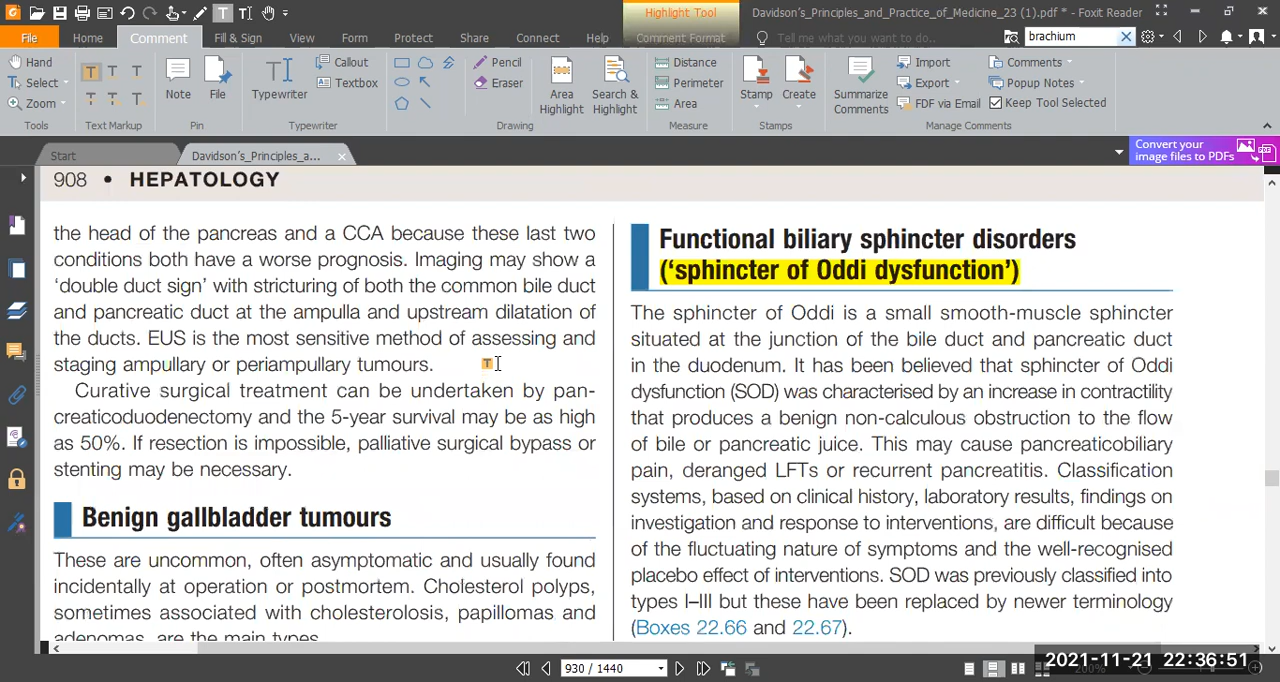 Highlight Tool
Davidson's_Principles_and_Practice_of_Medicine_23 (1).pdf * - Foxit Reader
File
Home
Comment
Fill & Sign
View
Form
Protect
Share
Connect
Help
Comment Format
Tell me what you want to do..
brachium
Hand
Select
Zoom
Tools
Text Markup
Note
File
Pin
Typewriter
Callout
Textbox
Typewriter
Pencil
Eraser
Area Highlight
Search & Highlight
Drawing
Distance
Perimeter
Area
Measure
Stamp
Create
Stamps
Summarize Comments
Import
Export
FDF via Email
Comments
Popup Notes
Keep Tool Selected
Manage Comments
Start
Davidson's_Principles_a...
Convert your
image files to PDFs
908 • HEPATOLOGY
the head of the pancreas and a CCA because these last two
conditions both have a worse prognosis. Imaging may show a
‘double duct sign’ with stricturing of both the common bile duct
and pancreatic duct at the ampulla and upstream dilatation of
the ducts. EUS is the most sensitive method of assessing and
staging ampullary or periampullary tumours.
Curative surgical treatment can be undertaken by pan-
creaticoduodenectomy and the 5-year survival may be as high
as 50%. If resection is impossible, palliative surgical bypass or
stenting may be necessary.
Benign gallbladder tumours
These are uncommon, often asymptomatic and usually found
incidentally at operation or postmortem. Cholesterol polyps,
sometimes associated with cholesterolosis, papillomas and
adenomas, are the main types.
Functional biliary sphincter disorders
(‘sphincter of Oddi dysfunction’)
The sphincter of Oddi is a small smooth-muscle sphincter
situated at the junction of the bile duct and pancreatic duct
in the duodenum. It has been believed that sphincter of Oddi
dysfunction (SOD) was characterised by an increase in contractility
that produces a benign non-calculous obstruction to the flow
of bile or pancreatic juice. This may cause pancreaticobiliary
pain, deranged LFTs or recurrent pancreatitis. Classification
systems, based on clinical history, laboratory results, findings on
investigation and response to interventions, are difficult because
of the fluctuating nature of symptoms and the well-recognised
placebo effect of interventions. SOD was previously classified into
types I–III but these have been replaced by newer terminology
(Boxes 22.66 and 22.67).
930 / 1440
2021-11-21 22:36:51
200%